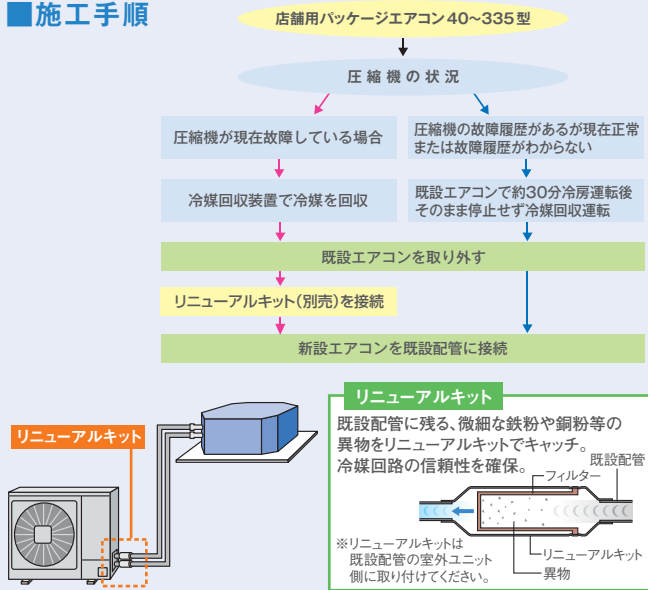 ■施工手順
店舗用パッケージエアコン40〜335型
圧縮機の状況
圧縮機が現在故障している場合
圧縮機の故障履歴があるが現在正常
または故障履歴がわからない
冷媒回収装置で冷媒を回収
既設エアコンで約30分冷房運転後
そのまま停止せず冷媒回収運転
既設エアコンを取り外す
リニューアルキット(別売)を接続
新設エアコンを既設配管に接続
リニューアルキット
リニューアルキット
既設配管に残る、微細な鉄粉や銅粉等の
異物をリニューアルキットでキャッチ。
冷媒回路の信頼性を確保。
既設配管
フィルター
※リニューアルキットは
既設配管の室外ユニット
側に取り付けてください。
リニューアルキット
異物